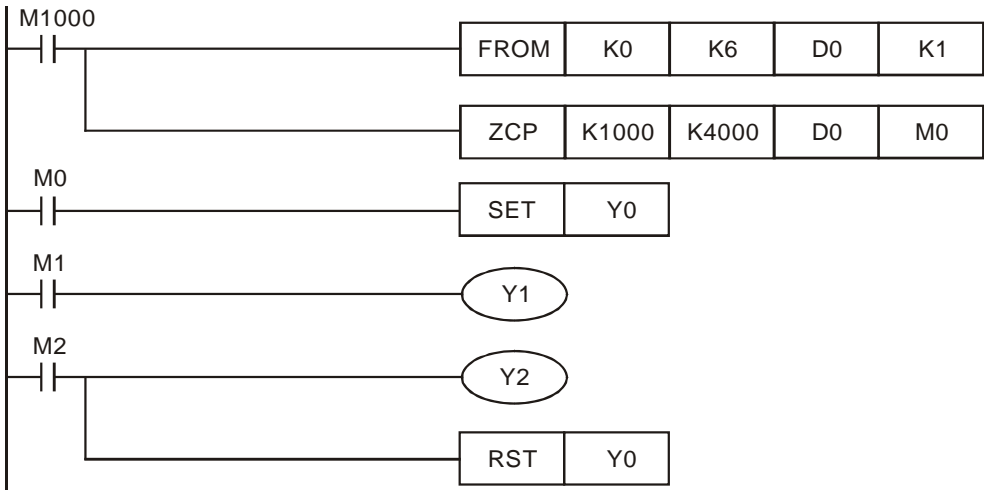 M1000
FROM K0 K6 D0 K1
ZCP K1000 K4000 D0 M0
M0
SET Y0
M1
Y1
M2
Y2
RST Y0